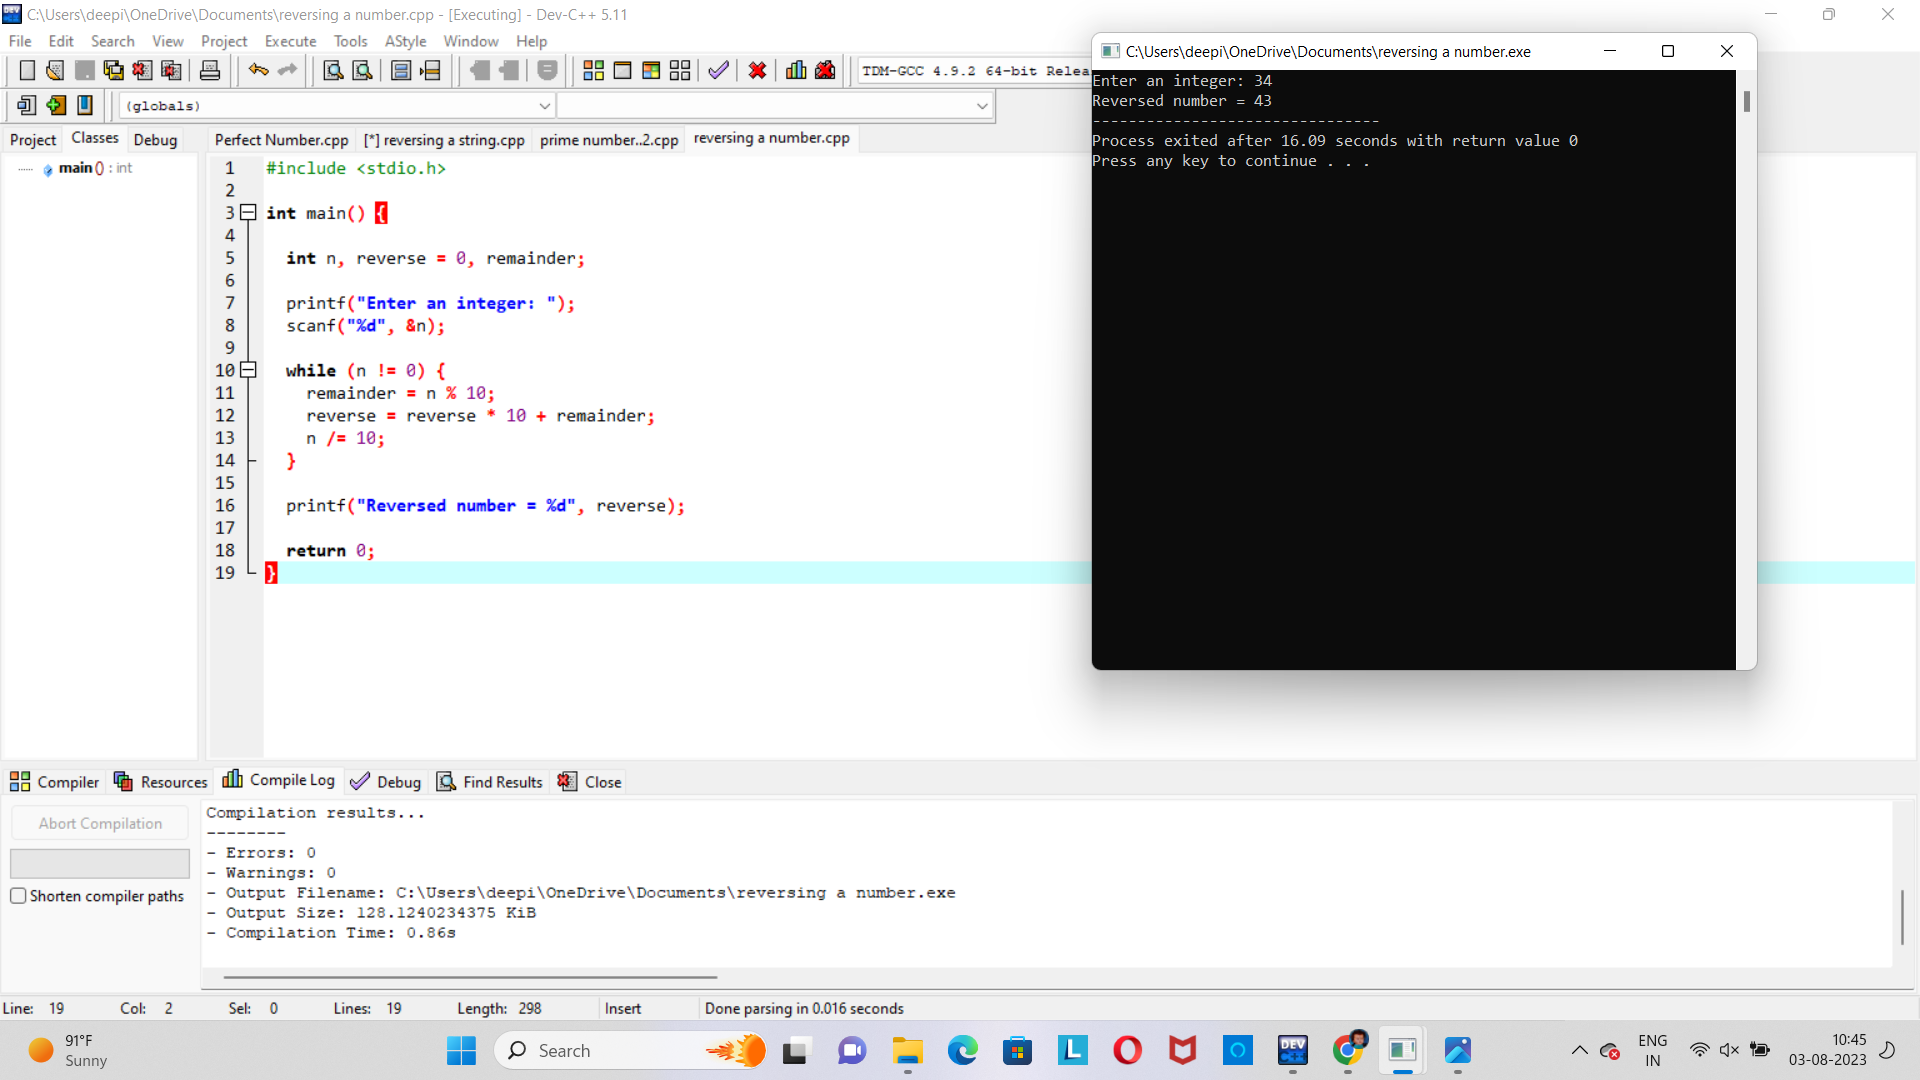 C:\Users\deepi\OneDrive\Documents\reversing a number.cpp - [Executing] - Dev-C++ 5.11
File Edit Search View Project Execute Tools AStyle Window Help
TDM-GCC 4.9.2 64-bit Relea
(globals)
Project Classes Debug
Perfect Number.cpp [*] reversing a string.cpp prime number..2.cpp reversing a number.cpp
main () : int
1 #include <stdio.h>
2
3 int main() {
4
5 int n, reverse = 0, remainder;
6
7 printf("Enter an integer: ");
8 scanf("%d", &n);
9
10 while (n != 0) {
11 remainder = n % 10;
12 reverse = reverse * 10 + remainder;
13 n /= 10;
14 }
15
16 printf("Reversed number = %d", reverse);
17
18 return 0;
19 }
C:\Users\deepi\OneDrive\Documents\reversing a number.exe
Enter an integer: 34
Reversed number = 43
--------------------------------
Process exited after 16.09 seconds with return value 0
Press any key to continue . . .
Compiler Resources Compile Log Debug Find Results Close
Abort Compilation
Shorten compiler paths
Compilation results...
--------
- Errors: 0
- Warnings: 0
- Output Filename: C:\Users\deepi\OneDrive\Documents\reversing a number.exe
- Output Size: 128.1240234375 KiB
- Compilation Time: 0.86s
Line: 19 Col: 2 Sel: 0 Lines: 19 Length: 298 Insert Done parsing in 0.016 seconds
91°F
Sunny
Search
L
DEV
C++
ENG
IN
10:45
03-08-2023